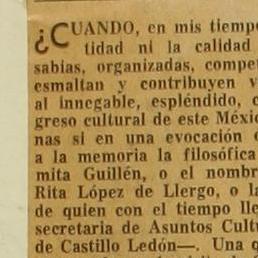 ¿CUANDO, en mis tiempo
tidad ni la calidad
sabias, organizadas, compe
esmaltan y contribuyen v
al innegable, espléndido, c
greso cultural de este Méxi
nas si en una evocación
a la memoria la filosófica
mita Guillén, o el nombr
Rita López de Llergo, o la
de quien con el tiempo lle
secretaria de Asuntos Cult
de Castillo Ledón—. Una q